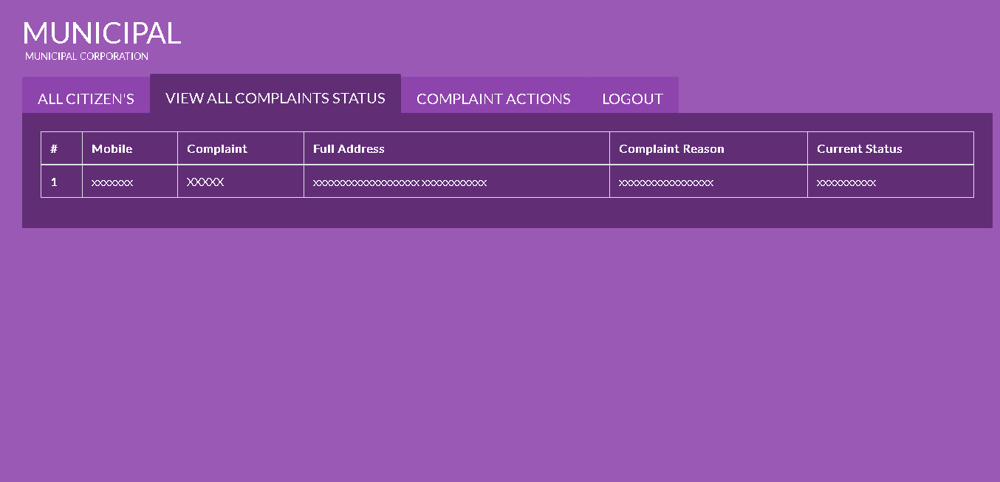 MUNICIPAL
MUNICIPAL CORPORATION
ALL CITIZEN'S VIEW ALL COMPLAINTS STATUS COMPLAINT ACTIONS LOGOUT
# Mobile Complaint Full Address Complaint Reason Current Status
1 xxxxxxx XXXXX xxxxxxxxxxxxxxxxxx xxxxxxxxxxx xxxxxxxxxxxxxxxx xxxxxxxxxx